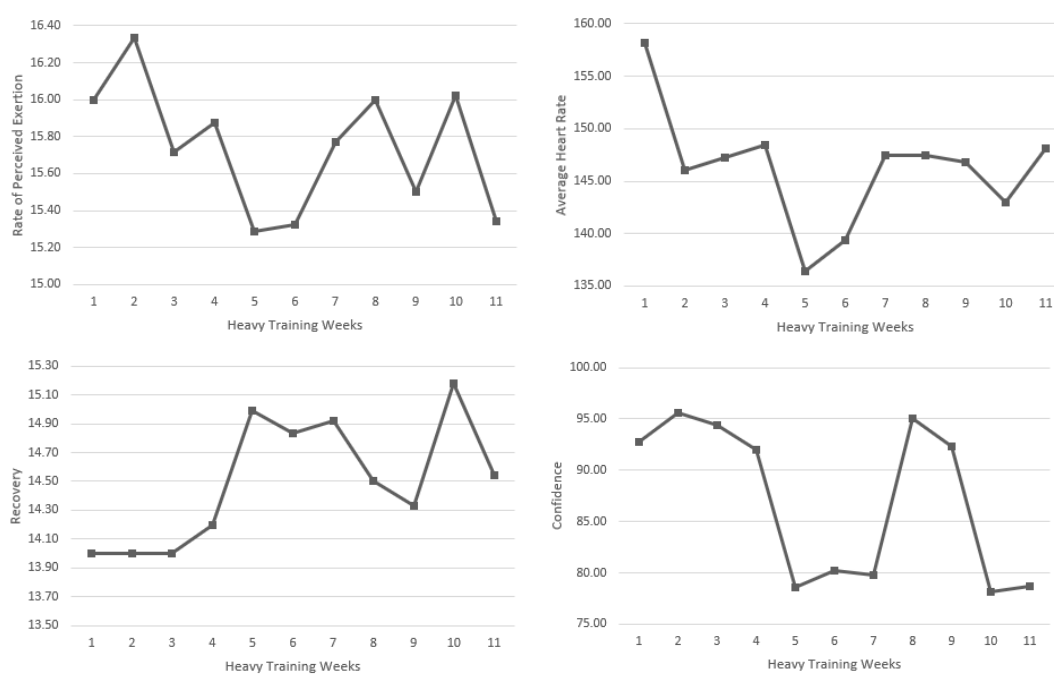 16.40
16.20
16.00
15.80
15.60
15.40
15.20
15.00
Rate of Perceived Exertion
1 2 3 4 5 6 7 8 9 10 11
Heavy Training Weeks
160.00
155.00
150.00
145.00
140.00
135.00
Average Heart Rate
1 2 3 4 5 6 7 8 9 10 11
Heavy Training Weeks
15.30
15.10
14.90
14.70
14.50
14.30
14.10
13.90
13.70
13.50
Recovery
1 2 3 4 5 6 7 8 9 10 11
Heavy Training Weeks
100.00
95.00
90.00
85.00
80.00
75.00
Confidence
1 2 3 4 5 6 7 8 9 10 11
Heavy Training Weeks